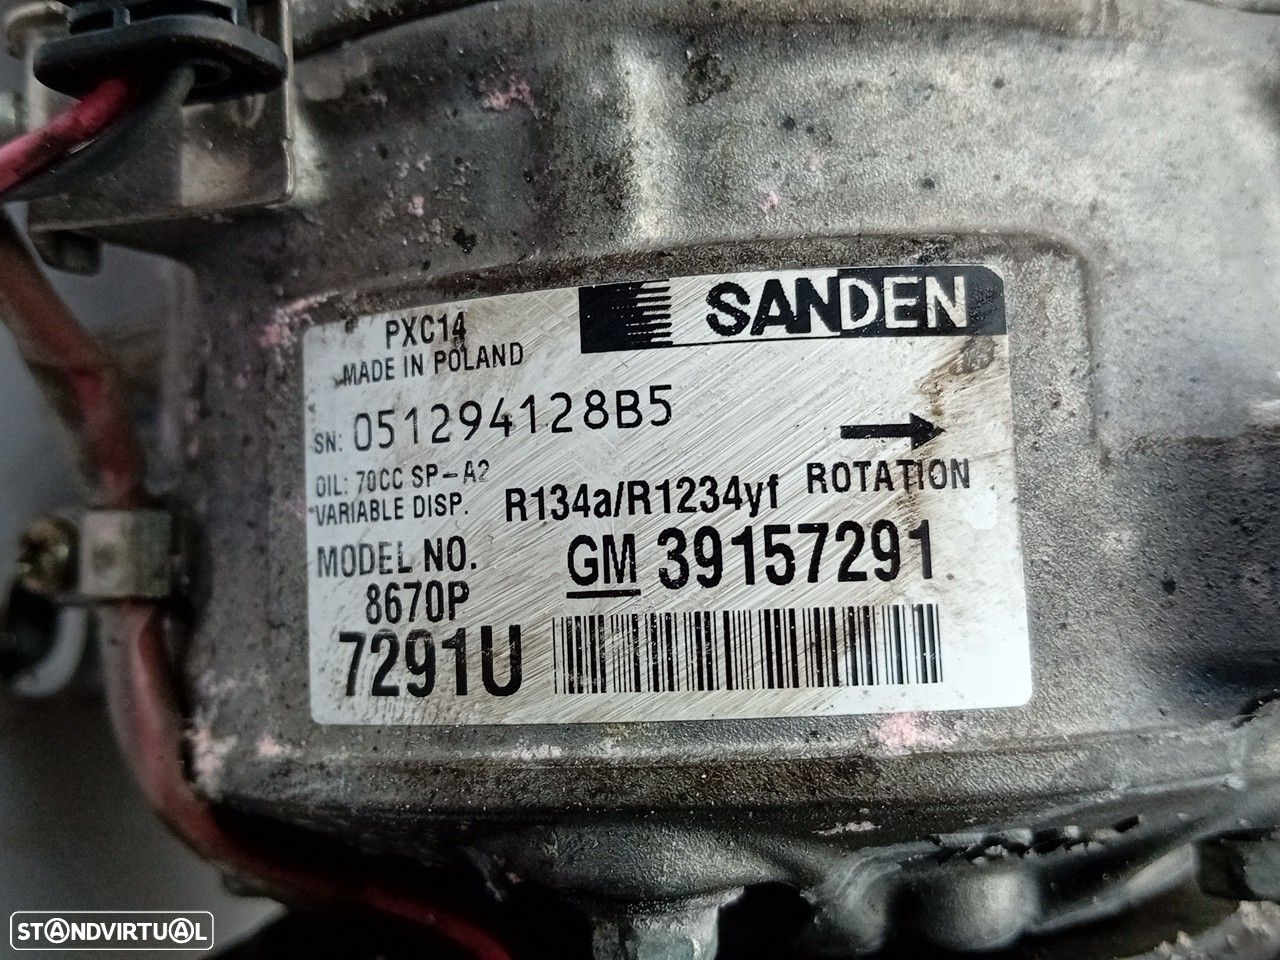 SANDEN
PXC14
MADE IN POLAND
SN: 051294128B5
OIL: 70CC SP-A2
VARIABLE DISP.
R134a/R1234yf
ROTATION
MODEL NO.
8670P
GM 39157291
7291U
STANDVIRTUAL